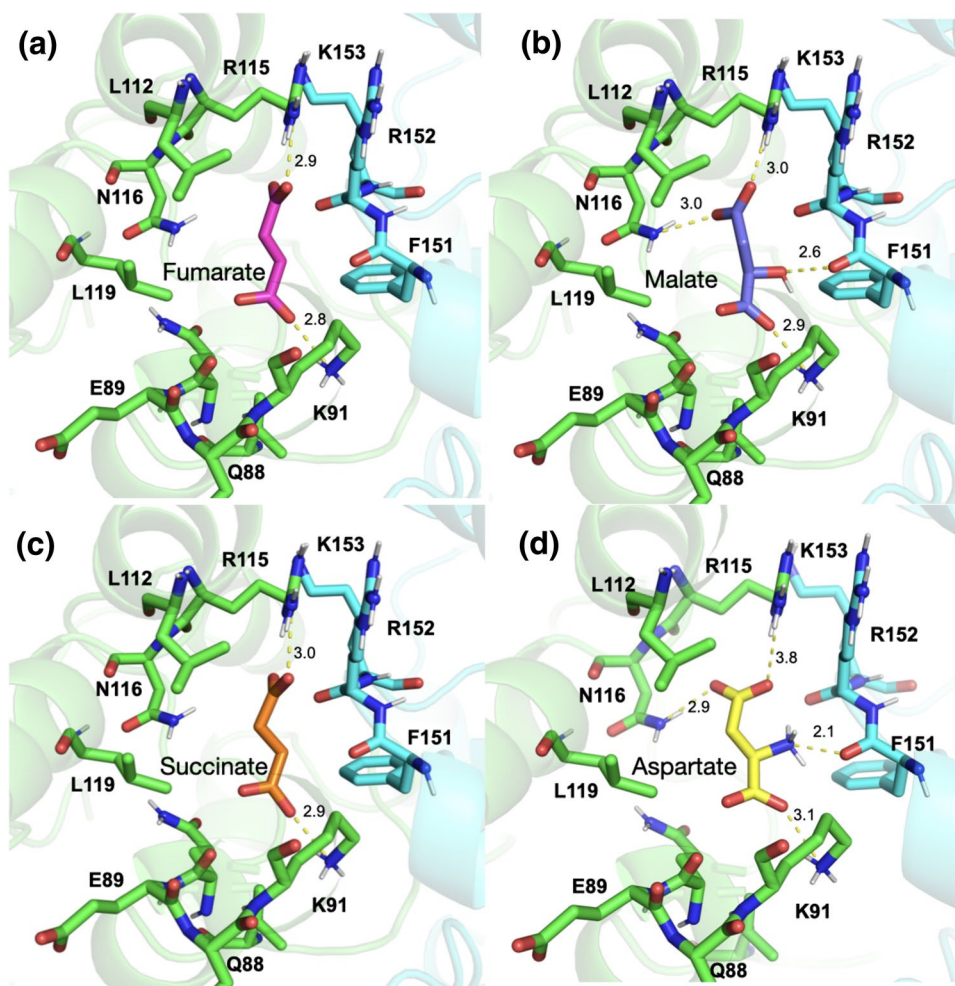 (a)
K153
R115
L112
R152
2.9
N116
Fumarate
F151
L119
2.8
E89
K91
Q88
(b)
K153
R115
L112
R152
3.0
3.0
N116
2.6
F151
Malate
L119
2.9
E89
K91
Q88
(c)
K153
R115
L112
R152
3.0
N116
F151
Succinate
L119
2.9
E89
K91
Q88
(d)
K153
R115
L112
R152
3.8
N116
2.9
2.1
F151
Aspartate
L119
3.1
E89
K91
Q88